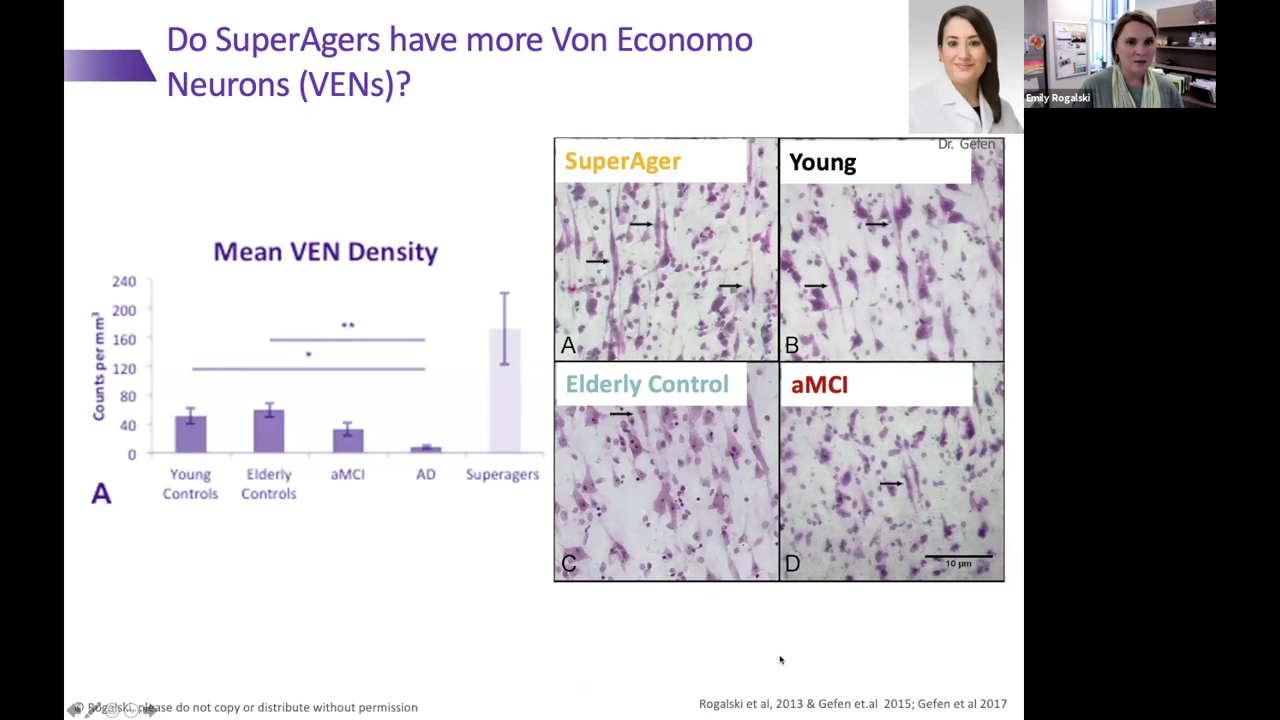 Do SuperAgers have more Von Economo
Neurons (VENs)?
Emily Rogalski
Dr. Gefen
Mean VEN Density
Counts per mm³
240
200
160
120
80
40
0
**
*
Young Controls
Elderly Controls
aMCI
AD
Superagers
A
SuperAger
A
Young
B
Elderly Control
C
aMCI
D
10 µm
© Rogalski, please do not copy or distribute without permission
Rogalski et al, 2013 & Gefen et.al 2015; Gefen et al 2017